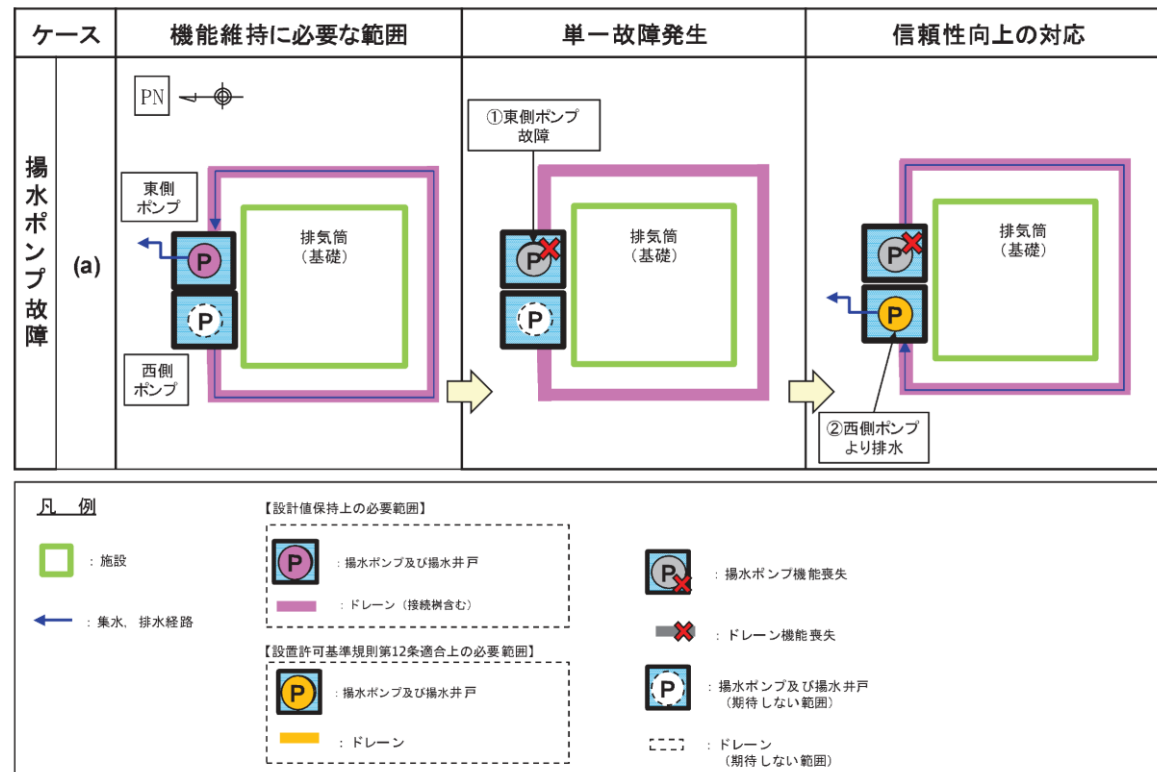 ケース
機能維持に必要な範囲
単一故障発生
信頼性向上の対応
揚水ポンプ故障
(a)
PN
東側
ポンプ
P
P
西側
ポンプ
排気筒
(基礎)
①東側ポンプ
故障
P
P
排気筒
(基礎)
P
P
排気筒
(基礎)
②西側ポンプ
より排水
凡 例
: 施設
: 集水, 排水経路
【設計値保持上の必要範囲】
P
: 揚水ポンプ及び揚水井戸
: ドレーン (接続桝含む)
【設置許可基準規則第12条適合上の必要範囲】
P
: 揚水ポンプ及び揚水井戸
: ドレーン
P
: 揚水ポンプ機能喪失
: ドレーン機能喪失
P
: 揚水ポンプ及び揚水井戸
(期待しない範囲)
: ドレーン
(期待しない範囲)